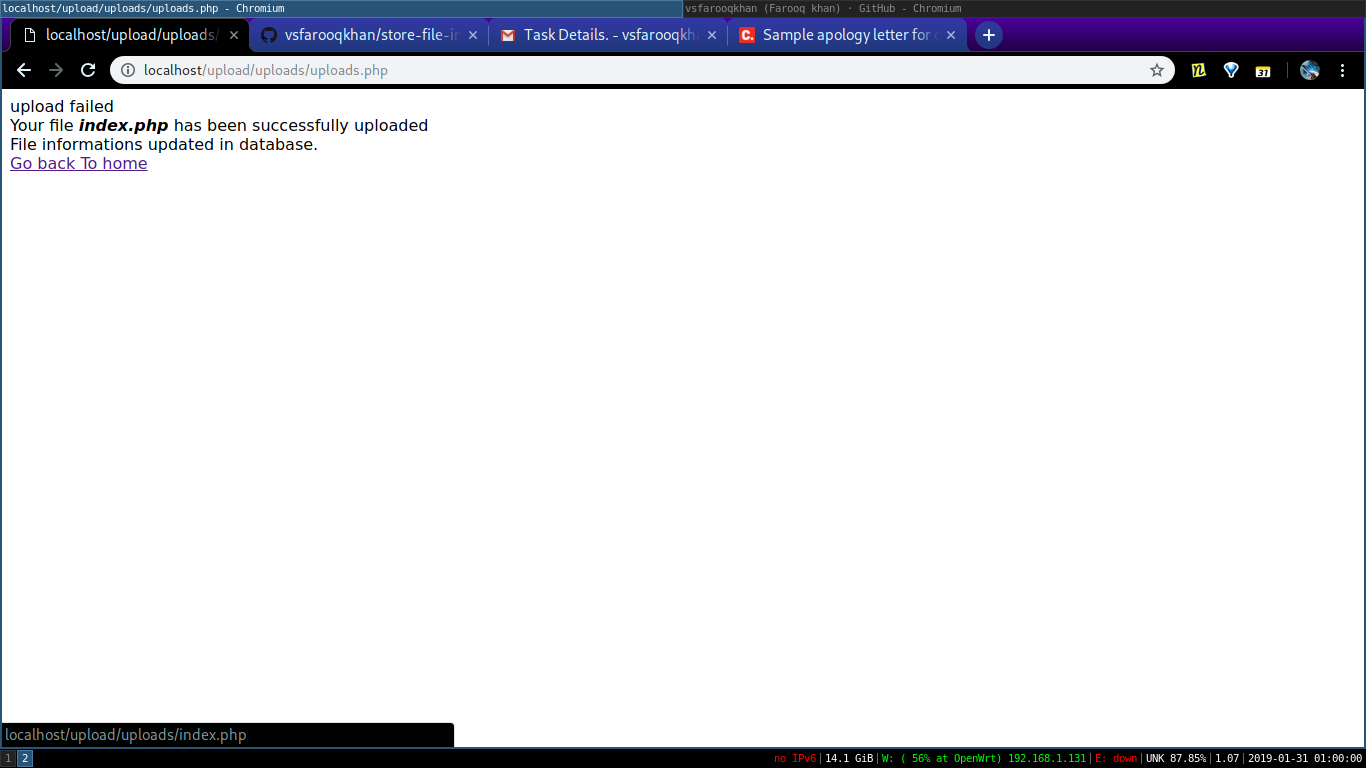 localhost/upload/uploads/uploads.php - Chromium
vsfarooqkhan (Farooq khan) · GitHub - Chromium
localhost/upload/uploads/
vsfarooqkhan/store-file-in
Task Details. - vsfarooqkh
Sample apology letter for
localhost/upload/uploads/uploads.php
31
upload failed
Your file index.php has been successfully uploaded
File informations updated in database.
Go back To home
localhost/upload/uploads/index.php
1 2
no IPv6|14.1 GiB|W: ( 56% at OpenWrt) 192.168.1.131|E: down|UNK 87.85%|1.07|2019-01-31 01:00:00